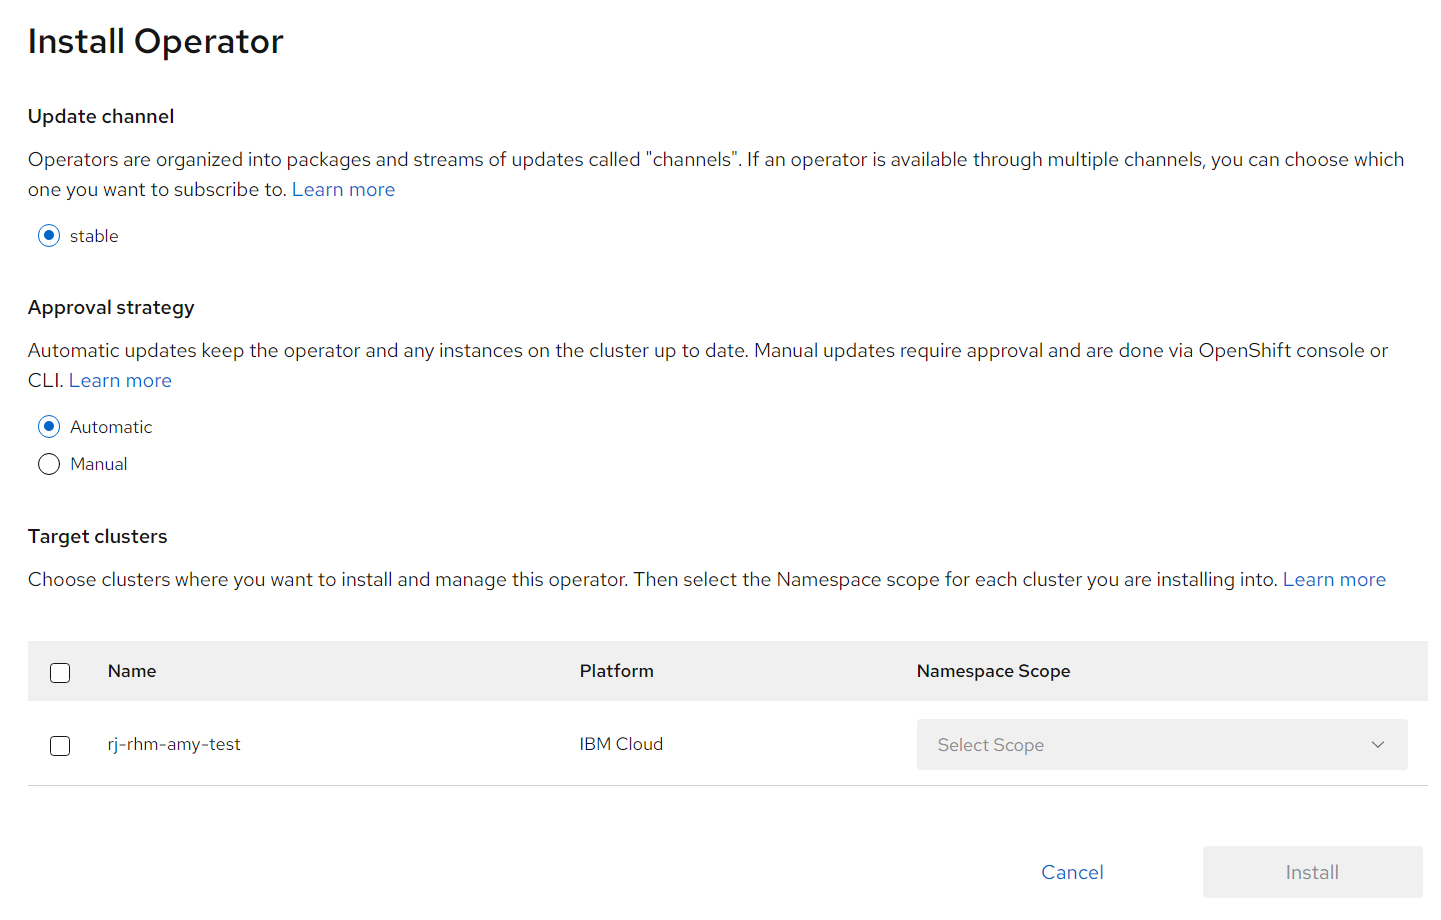 Install Operator
Update channel
Operators are organized into packages and streams of updates called "channels". If an operator is available through multiple channels, you can choose which
one you want to subscribe to. Learn more
stable
Approval strategy
Automatic updates keep the operator and any instances on the cluster up to date. Manual updates require approval and are done via OpenShift console or
CLI. Learn more
Automatic
Manual
Target clusters
Choose clusters where you want to install and manage this operator. Then select the Namespace scope for each cluster you are installing into. Learn more
Name Platform Namespace Scope
rj-rhm-amy-test IBM Cloud Select Scope
Cancel Install